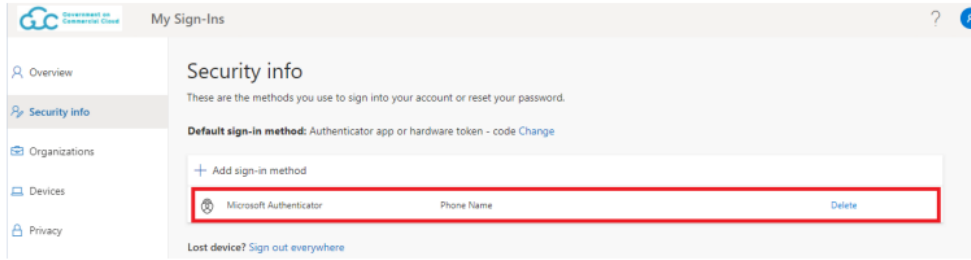 Government on
Commercial Cloud
My Sign-Ins
?
Overview
Security info
Organizations
Devices
Privacy
Security info
These are the methods you use to sign into your account or reset your password.
Default sign-in method: Authenticator app or hardware token - code Change
+ Add sign-in method
Microsoft Authenticator Phone Name Delete
Lost device? Sign out everywhere